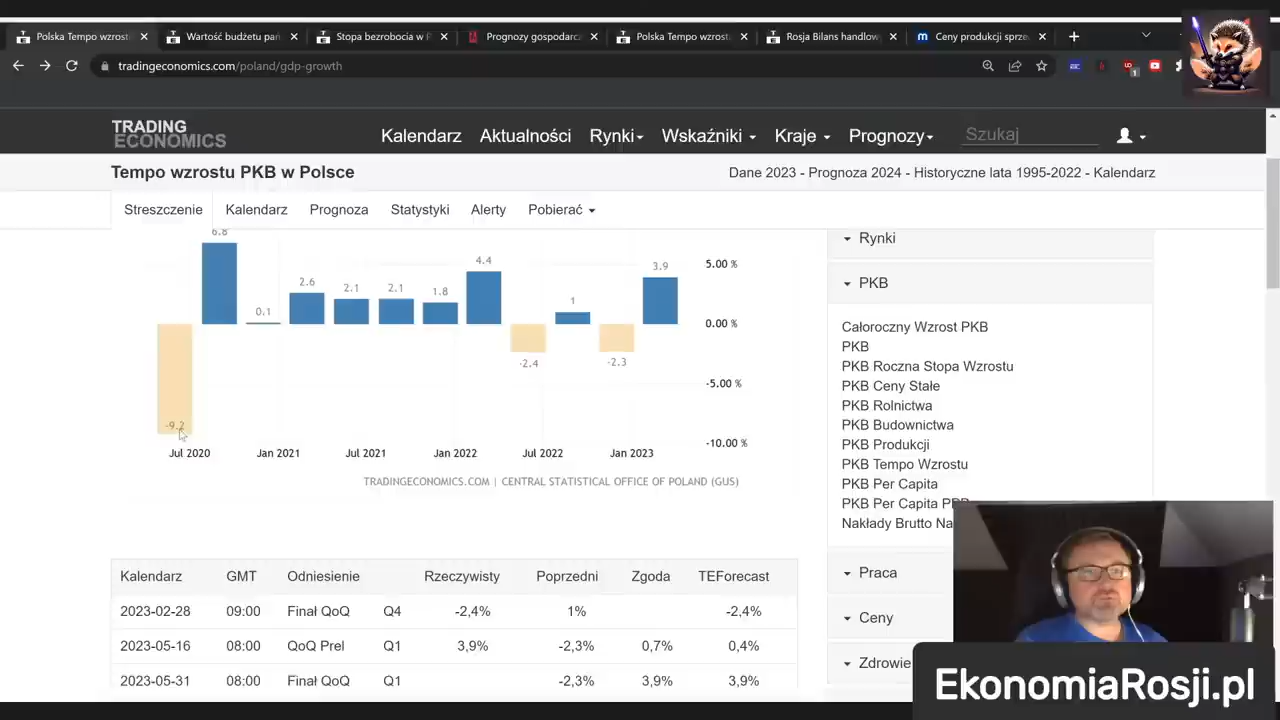 Polska Tempo wzrostu
Wartość budżetu pań
Stopa bezrobocia w P
Prognozy gospodarc
Polska Tempo wzrostu
Rosja Bilans handlow
Ceny produkcji sprze
tradingeconomics.com/poland/gdp-growth
TRADING
ECONOMICS
Kalendarz Aktualności Rynki Wskaźniki Kraje Prognozy Szukaj
Tempo wzrostu PKB w Polsce
Dane 2023 - Prognoza 2024 - Historyczne lata 1995-2022 - Kalendarz
Streszczenie Kalendarz Prognoza Statystyki Alerty Pobierać
6.8
0.1
2.6
2.1
2.1
1.8
4.4
-2.4
1
-2.3
3.9
-9.2
5.00 %
0.00 %
-5.00 %
-10.00 %
Jul 2020 Jan 2021 Jul 2021 Jan 2022 Jul 2022 Jan 2023
TRADINGECONOMICS.COM | CENTRAL STATISTICAL OFFICE OF POLAND (GUS)
Rynki
PKB
Całoroczny Wzrost PKB
PKB
PKB Roczna Stopa Wzrostu
PKB Ceny Stałe
PKB Rolnictwa
PKB Budownictwa
PKB Produkcji
PKB Tempo Wzrostu
PKB Per Capita
PKB Per Capita PPP
Nakłady Brutto Na
Praca
Ceny
Zdrowie
Kalendarz GMT Odniesienie Rzeczywisty Poprzedni Zgoda TEForecast
2023-02-28 09:00 Finał QoQ Q4 -2,4% 1% -2,4%
2023-05-16 08:00 QoQ Prel Q1 3,9% -2,3% 0,7% 0,4%
2023-05-31 08:00 Finał QoQ Q1 -2,3% 3,9% 3,9%
EkonomiaRosji.pl